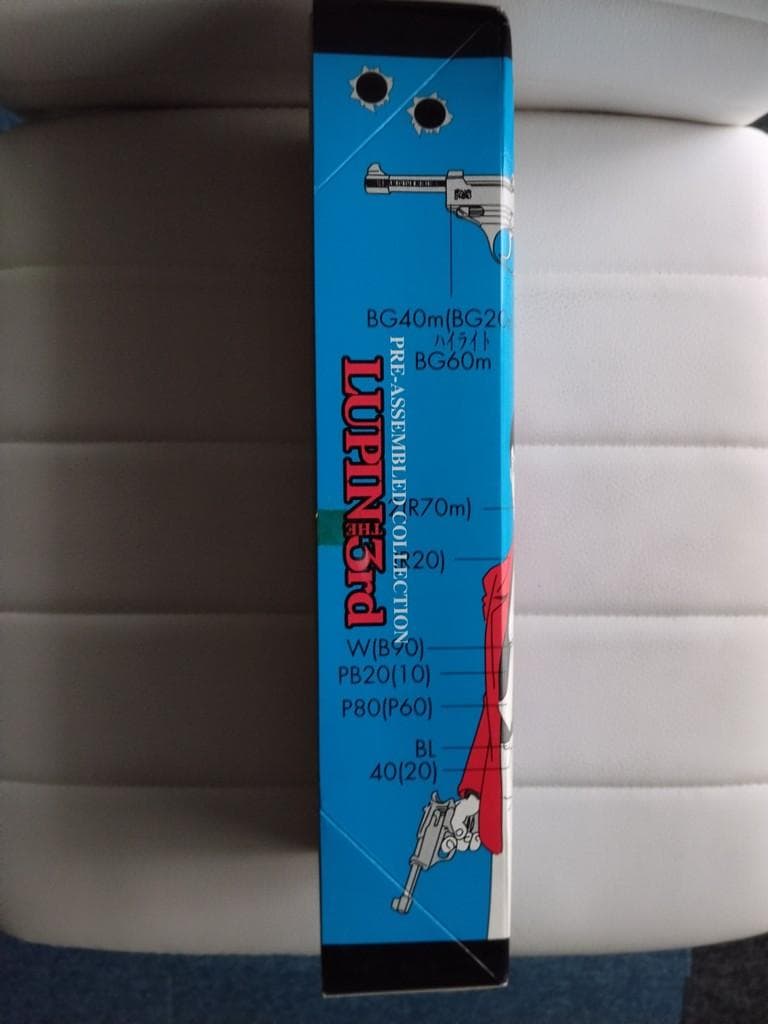 BG40m(BG20
ハイライト
BG60m
PRE-ASSEMBLED COLLECTION
LUPIN THE 3rd
(R70m)
(R20)
W(B90)
PB20(10)
P80(P60)
BL
40(20)